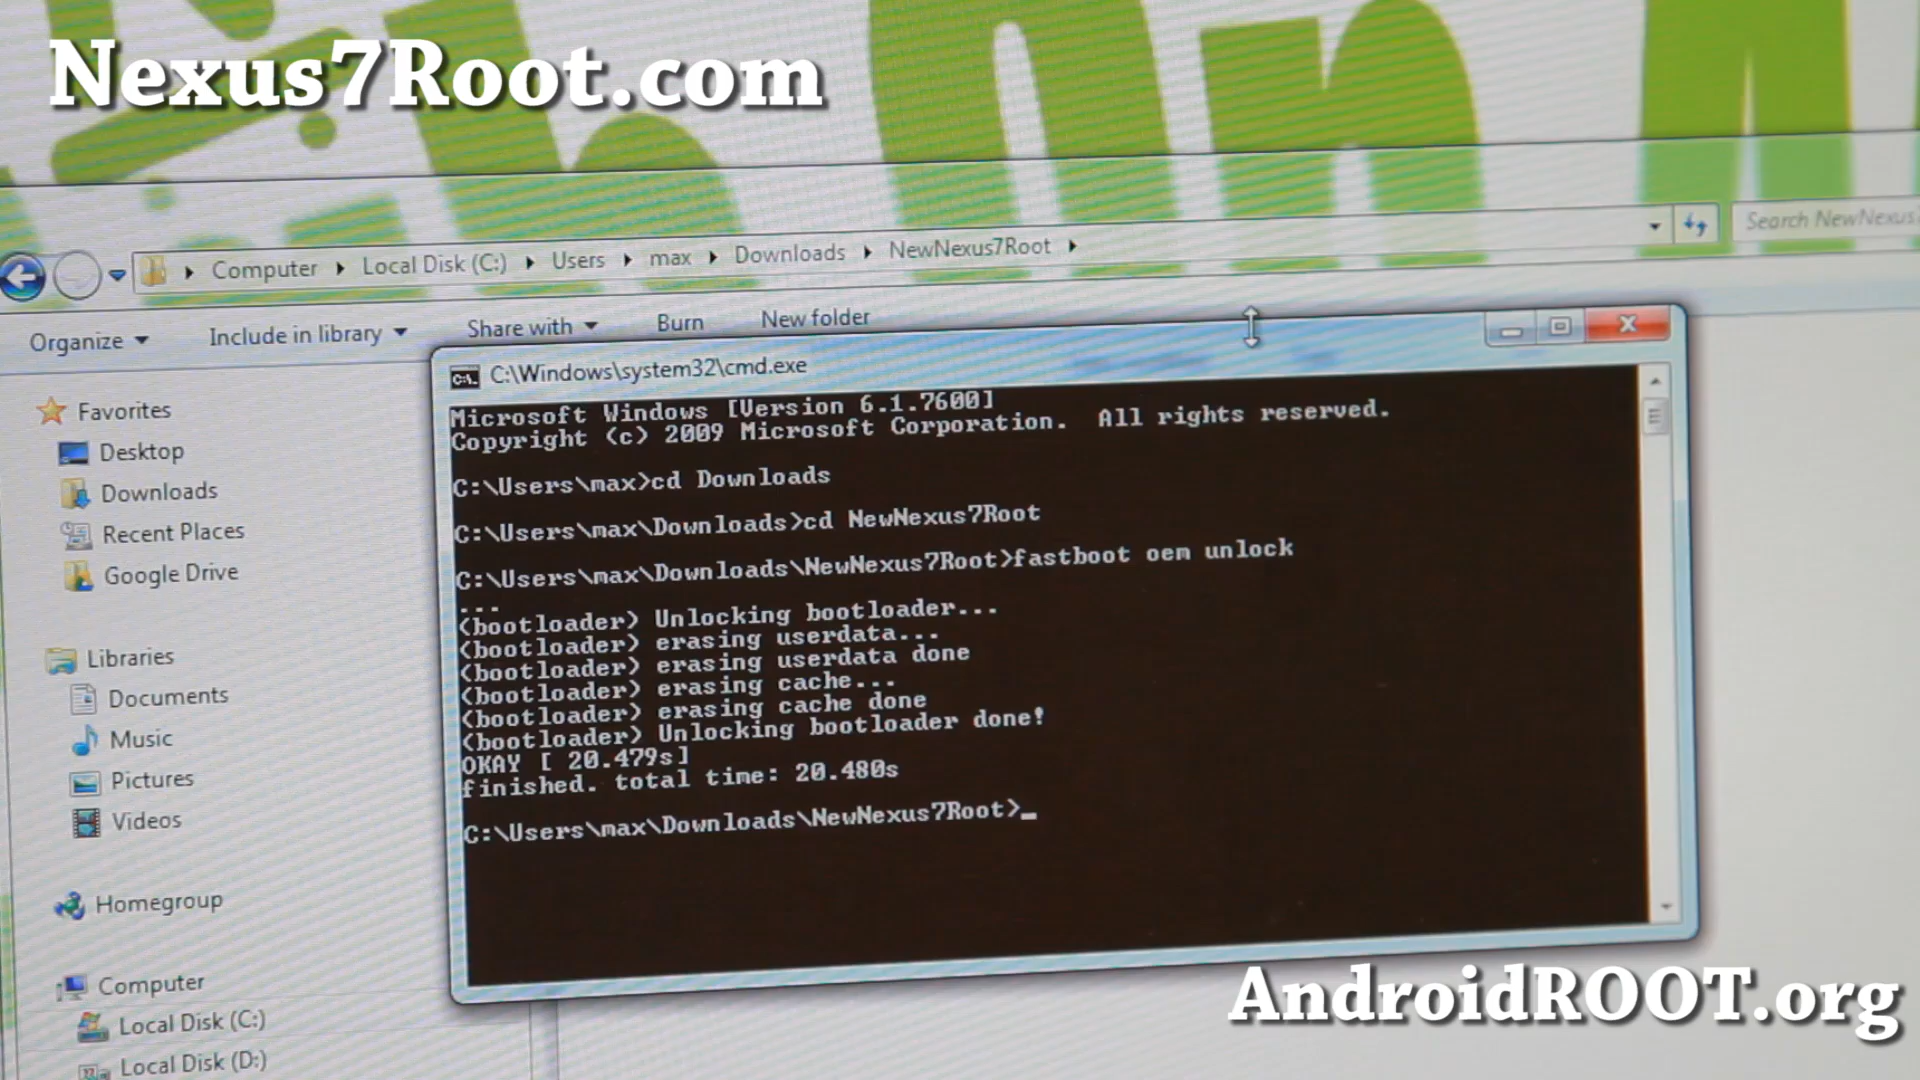 Nexus7Root.com
Computer Local Disk (C:) Users max Downloads NewNexus7Root
Search NewNexus
Organize Include in library Share with Burn New folder
Favorites
Desktop
Downloads
Recent Places
Google Drive
Libraries
Documents
Music
Pictures
Videos
Homegroup
Computer
Local Disk (C:)
Local Disk (D:)
C:\Windows\system32\cmd.exe
Microsoft Windows [Version 6.1.7600]
Copyright (c) 2009 Microsoft Corporation. All rights reserved.
C:\Users\max>cd Downloads
C:\Users\max\Downloads>cd NewNexus7Root
C:\Users\max\Downloads\NewNexus7Root>fastboot oem unlock
...
(bootloader) Unlocking bootloader...
(bootloader) erasing userdata...
(bootloader) erasing userdata done
(bootloader) erasing cache...
(bootloader) erasing cache done
(bootloader) Unlocking bootloader done!
OKAY [ 20.479s]
finished. total time: 20.480s
C:\Users\max\Downloads\NewNexus7Root>_
AndroidROOT.org